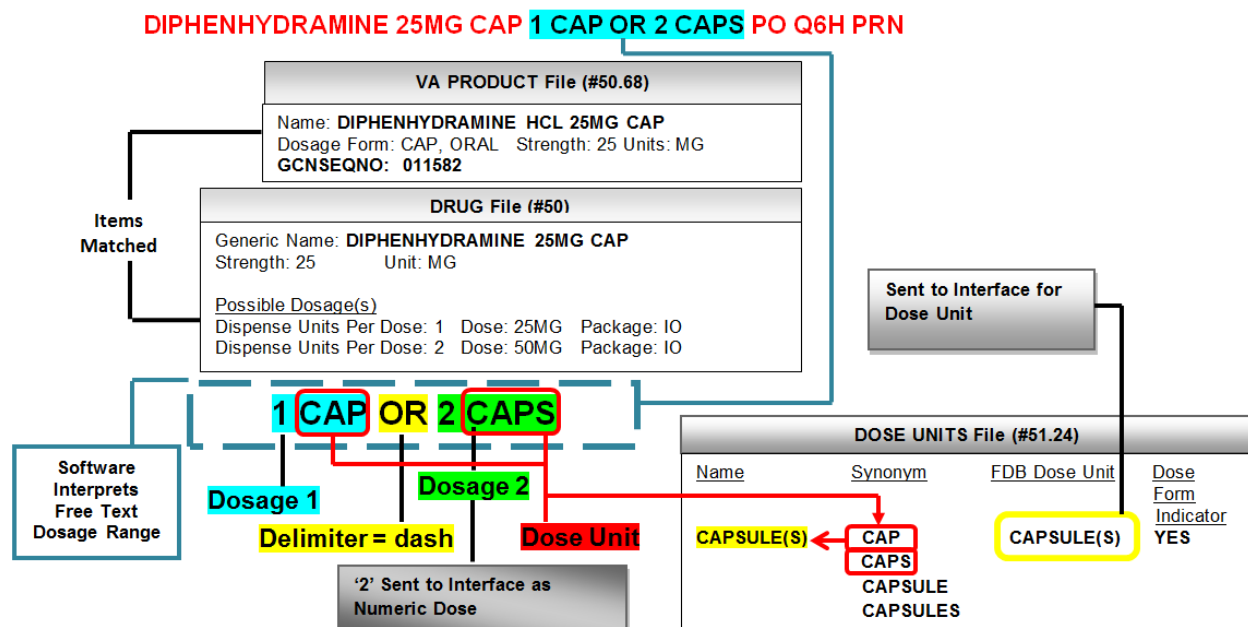 DIPHENHYDRAMINE 25MG CAP 1 CAP OR 2 CAPS PO Q6H PRN
VA PRODUCT File (#50.68)
Name: DIPHENHYDRAMINE HCL 25MG CAP
Dosage Form: CAP, ORAL Strength: 25 Units: MG
GCNSEQNO: 011582
Items
Matched
DRUG File (#50)
Generic Name: DIPHENHYDRAMINE 25MG CAP
Strength: 25 Unit: MG
Possible Dosage(s)
Dispense Units Per Dose: 1 Dose: 25MG Package: IO
Dispense Units Per Dose: 2 Dose: 50MG Package: IO
Sent to Interface for
Dose Unit
1 CAP OR 2 CAPS
Software
Interprets
Free Text
Dosage Range
Dosage 1
Delimiter = dash
Dosage 2
Dose Unit
'2' Sent to Interface as
Numeric Dose
DOSE UNITS File (#51.24)
Name Synonym FDB Dose Unit Dose
Form
Indicator
CAPSULE(S) CAP CAPSULE(S) YES
CAPS
CAPSULE
CAPSULES